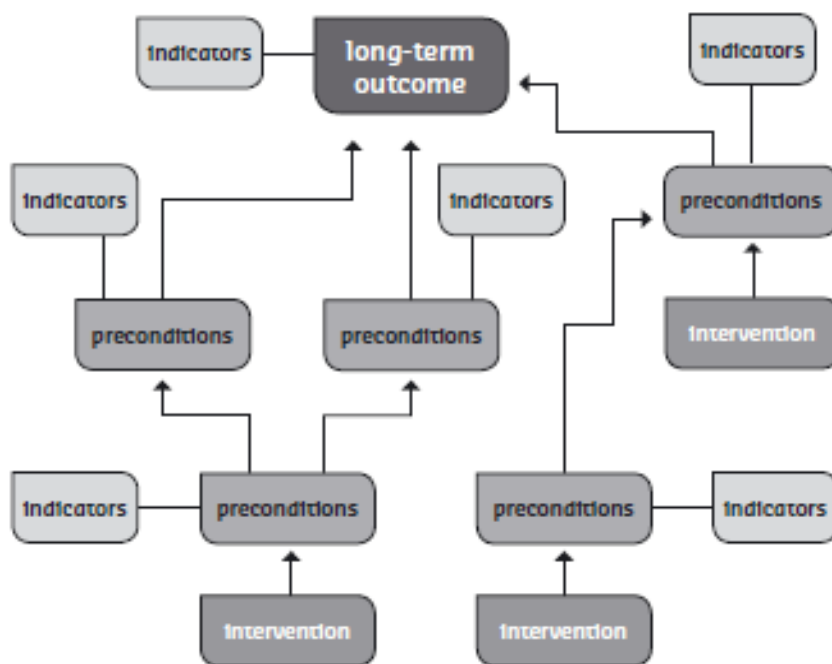 indicators
long-term
outcome
indicators
indicators
indicators
preconditions
preconditions
preconditions
intervention
indicators
preconditions
preconditions
indicators
intervention
intervention